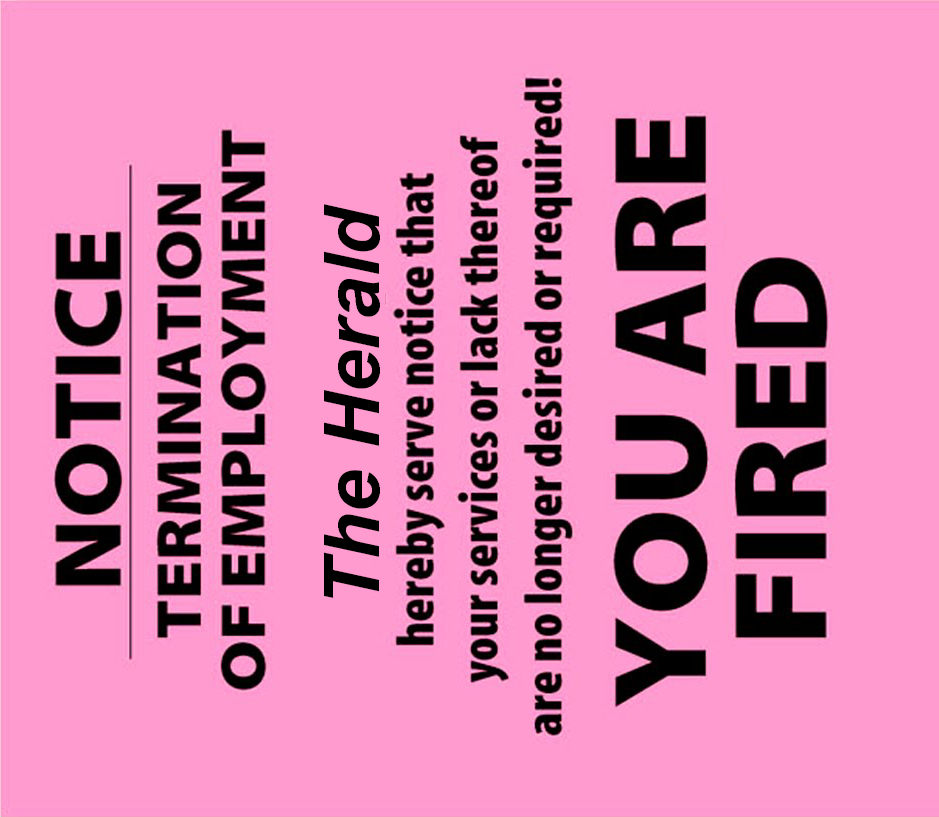 NOTICE
TERMINATION
OF EMPLOYMENT
The Herald
hereby serve notice that
your services or lack thereof
are no longer desired or required!
YOU ARE
FIRED